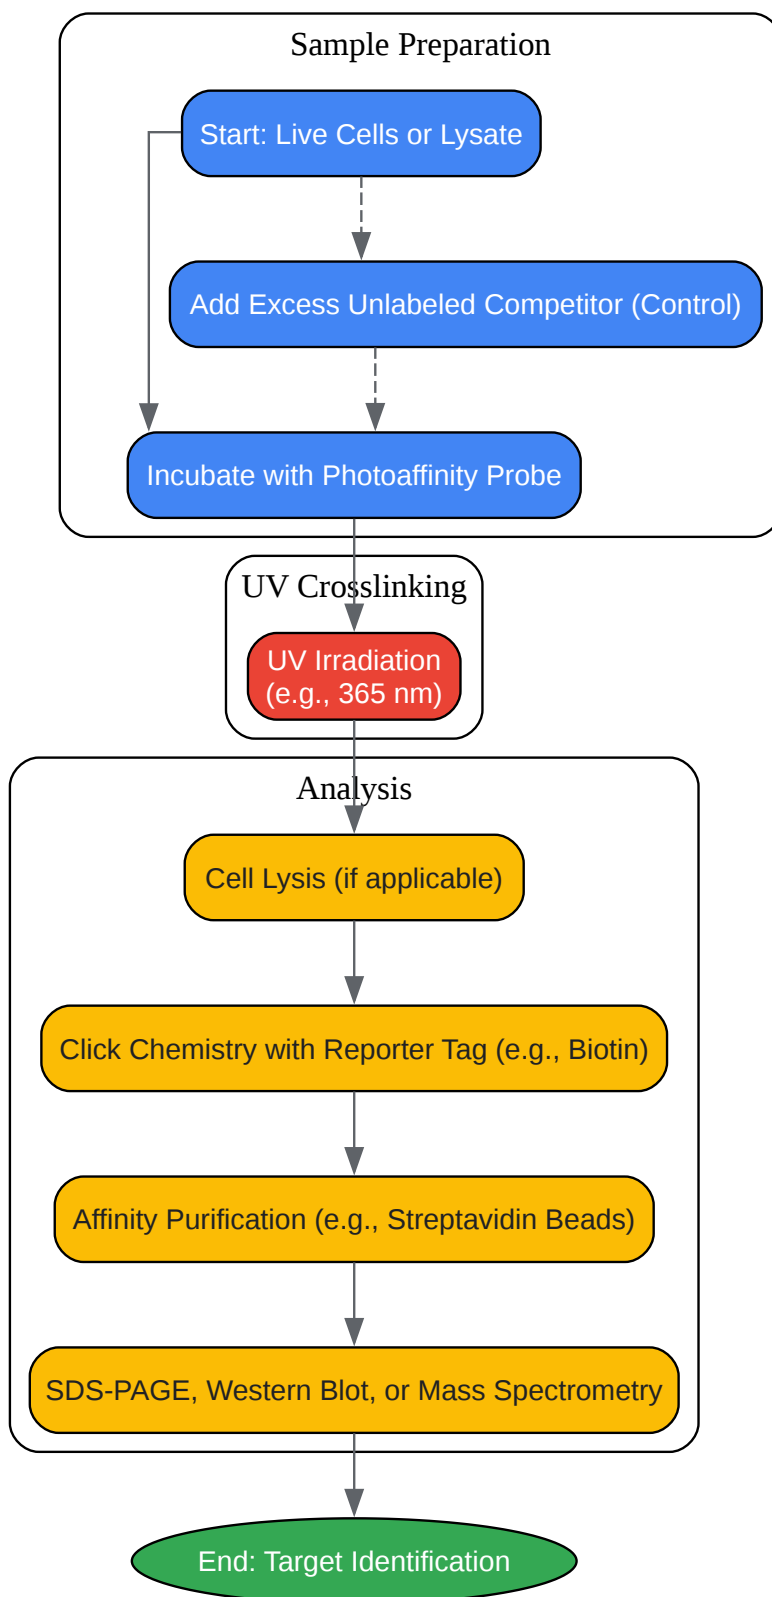 Sample Preparation
Start: Live Cells or Lysate
Add Excess Unlabeled Competitor (Control)
Incubate with Photoaffinity Probe
UV Crosslinking
UV Irradiation
(e.g., 365 nm)
Analysis
Cell Lysis (if applicable)
Click Chemistry with Reporter Tag (e.g., Biotin)
Affinity Purification (e.g., Streptavidin Beads)
SDS-PAGE, Western Blot, or Mass Spectrometry
End: Target Identification